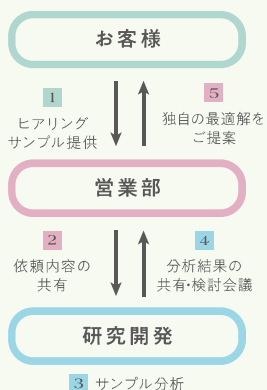 お客様
1
ヒアリング
サンプル提供
5
独自の最適解を
ご提案
営業部
2
依頼内容の
共有
4
分析結果の
共有・検討会議
研究開発
3 サンプル分析